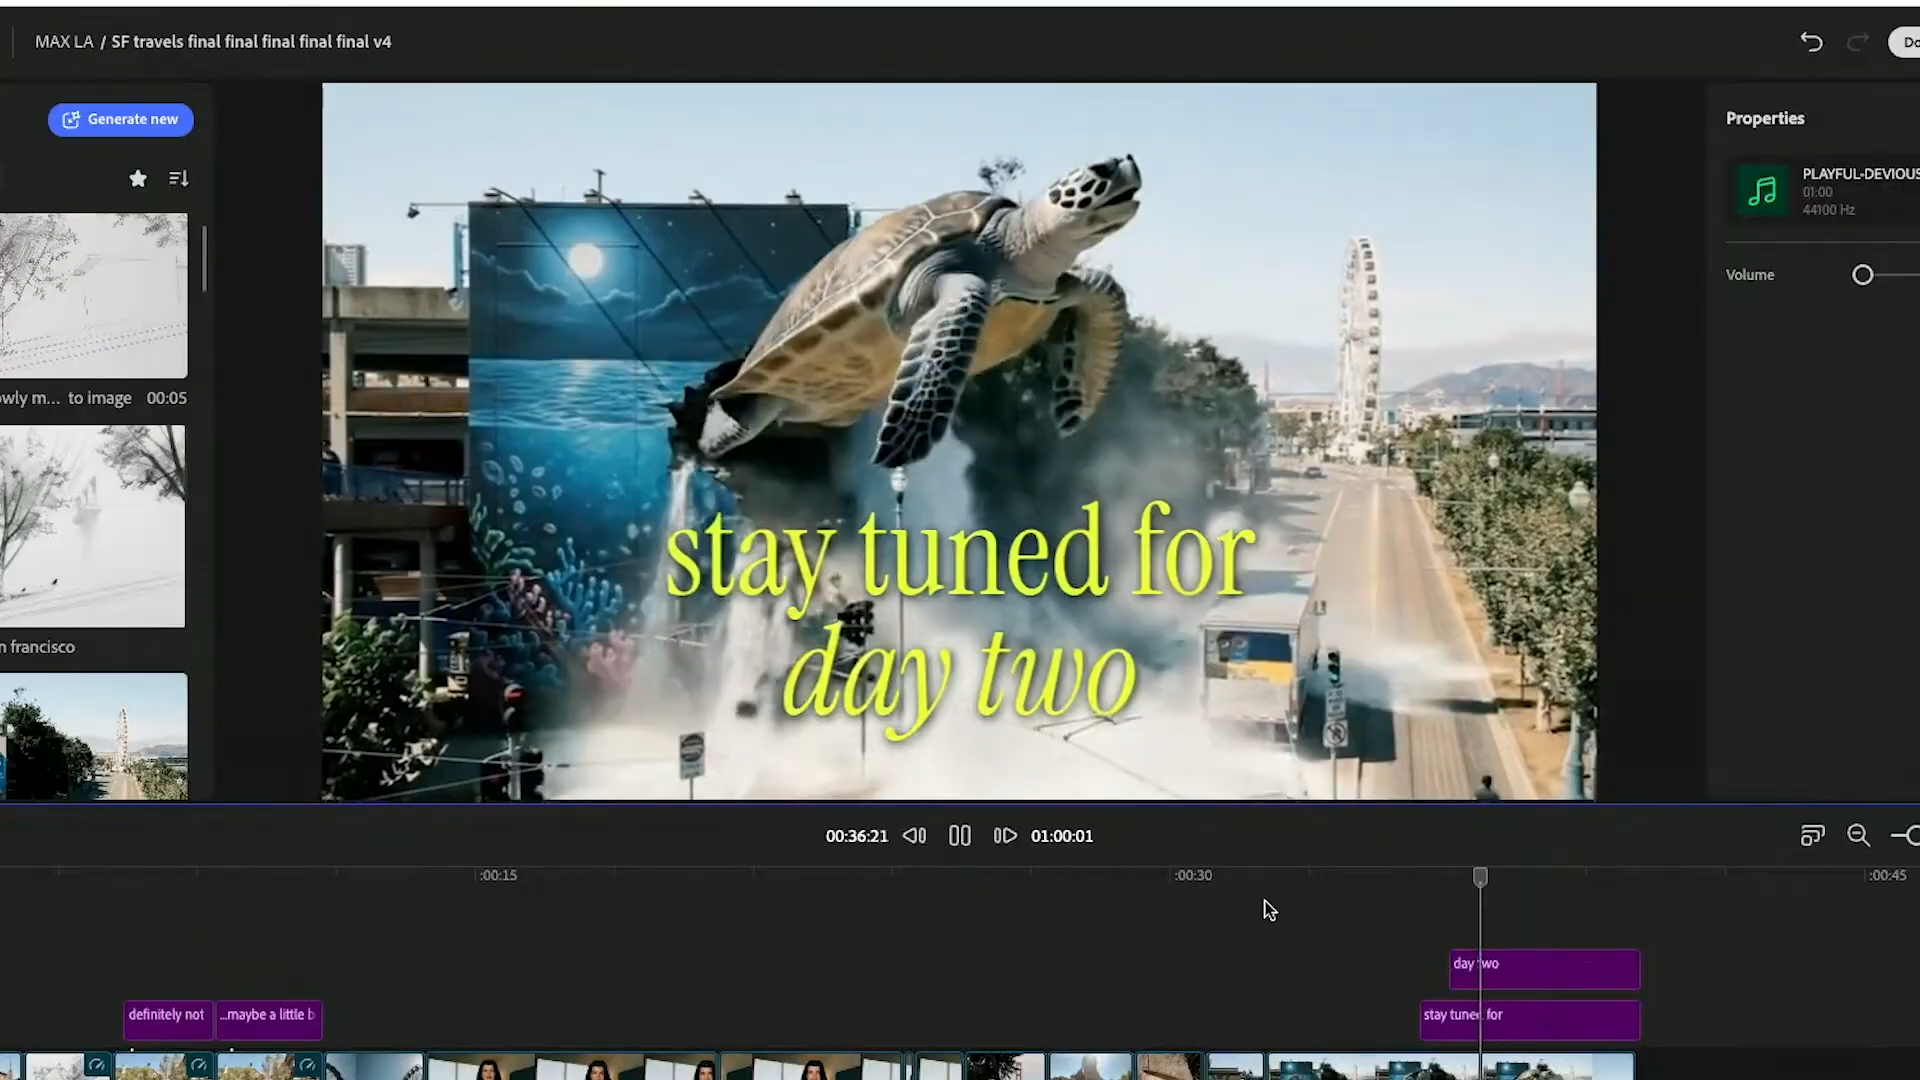 MAX LA / SF travels final final final final final v4
Generate new
to image 00:05
francisco
stay tuned for
day two
Properties
PLAYFUL-DEVIOUS
01:00
44100 Hz
Volume
00:36:21 01:00:01
:00:15 :00:30 :00:45
day two
definitely not ...maybe a little b stay tuned for